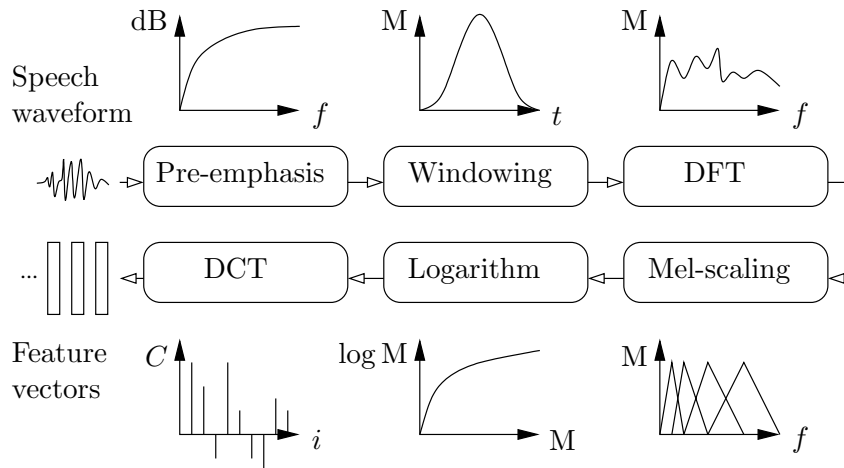 dB
M
M
Speech
waveform
f
t
f
Pre-emphasis
Windowing
DFT
...
DCT
Logarithm
Mel-scaling
Feature
vectors
C
log M
M
i
M
f